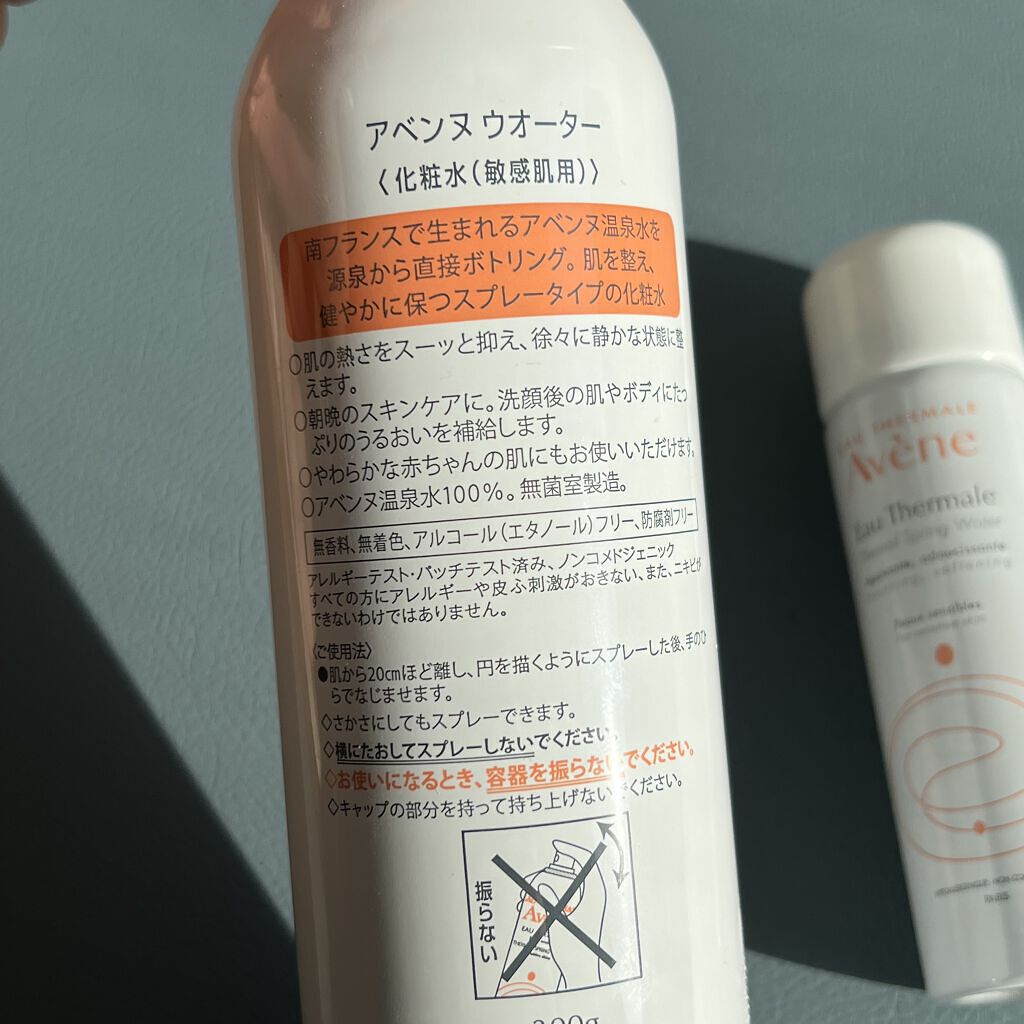 アベンヌ ウオーター
〈化粧水(敏感肌用)〉
南フランスで生まれるアベンヌ温泉水を
源泉から直接ボトリング。肌を整え、
健やかに保つスプレータイプの化粧水
○肌の熱さをスーッと抑え、徐々に静かな状態に整
えます。
○朝晩のスキンケアに。洗顔後の肌やボディにたっ
ぷりのうるおいを補給します。
○やわらかな赤ちゃんの肌にもお使いいただけます。
○アベンヌ温泉水100%。無菌室製造。
無香料、無着色、アルコール(エタノール)フリー、防腐剤フリー
アレルギーテスト・パッチテスト済み、ノンコメドジェニック
すべての方にアレルギーや皮ふ刺激がおきない、また、ニキビが
できないわけではありません。
〈ご使用法〉
●肌から20cmほど離し、円を描くようにスプレーした後、手のひ
らでなじませます。
◇さかさにしてもスプレーできます。
◇横にたおしてスプレーしないでください。
◇お使いになるとき、容器を振らないでください。
◇キャップの部分を持って持ち上げないでください。
振らない
Av
EAU
EAU THERMALE
Avène
Eau Thermale
Thermal Spring Water
Apaisante, adoucissante
Soothing, softening
Peaux sensibles
For sensitive skin
PARIS